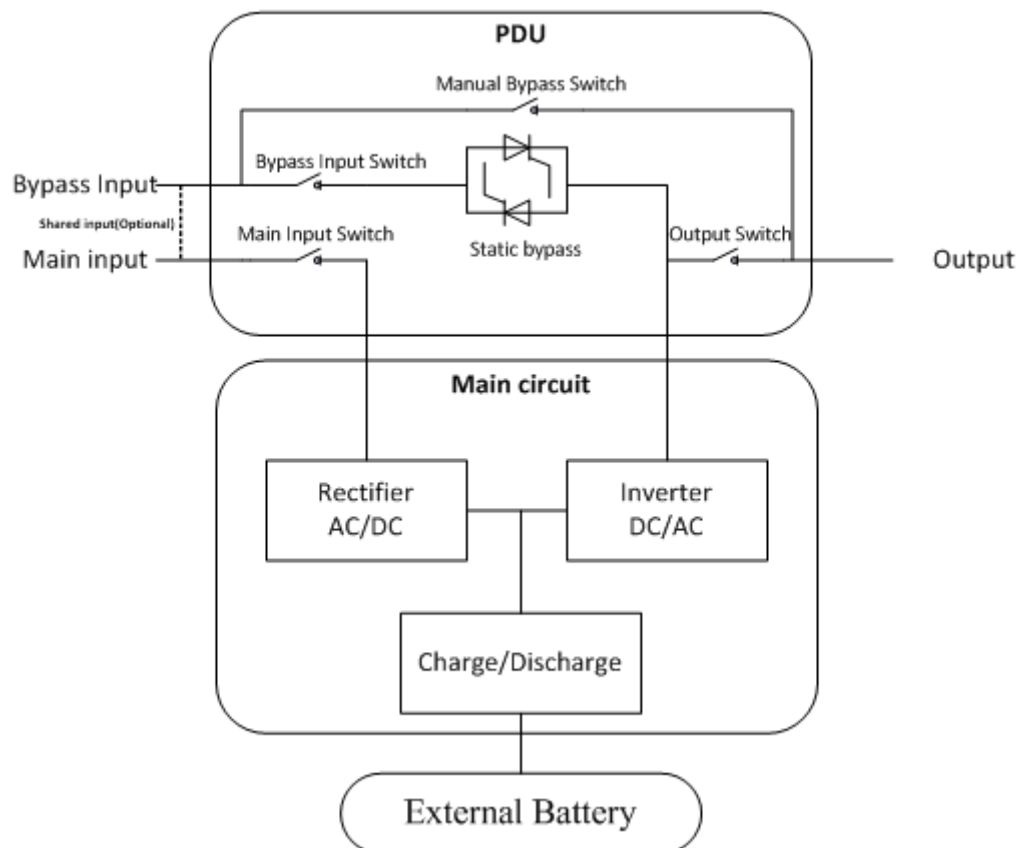 PDU
Manual Bypass Switch
Bypass Input Switch
Bypass Input
Shared input(Optional)
Main Input Switch
Static bypass
Output Switch
Main input
Output
Main circuit
Rectifier
AC/DC
Inverter
DC/AC
Charge/Discharge
External Battery